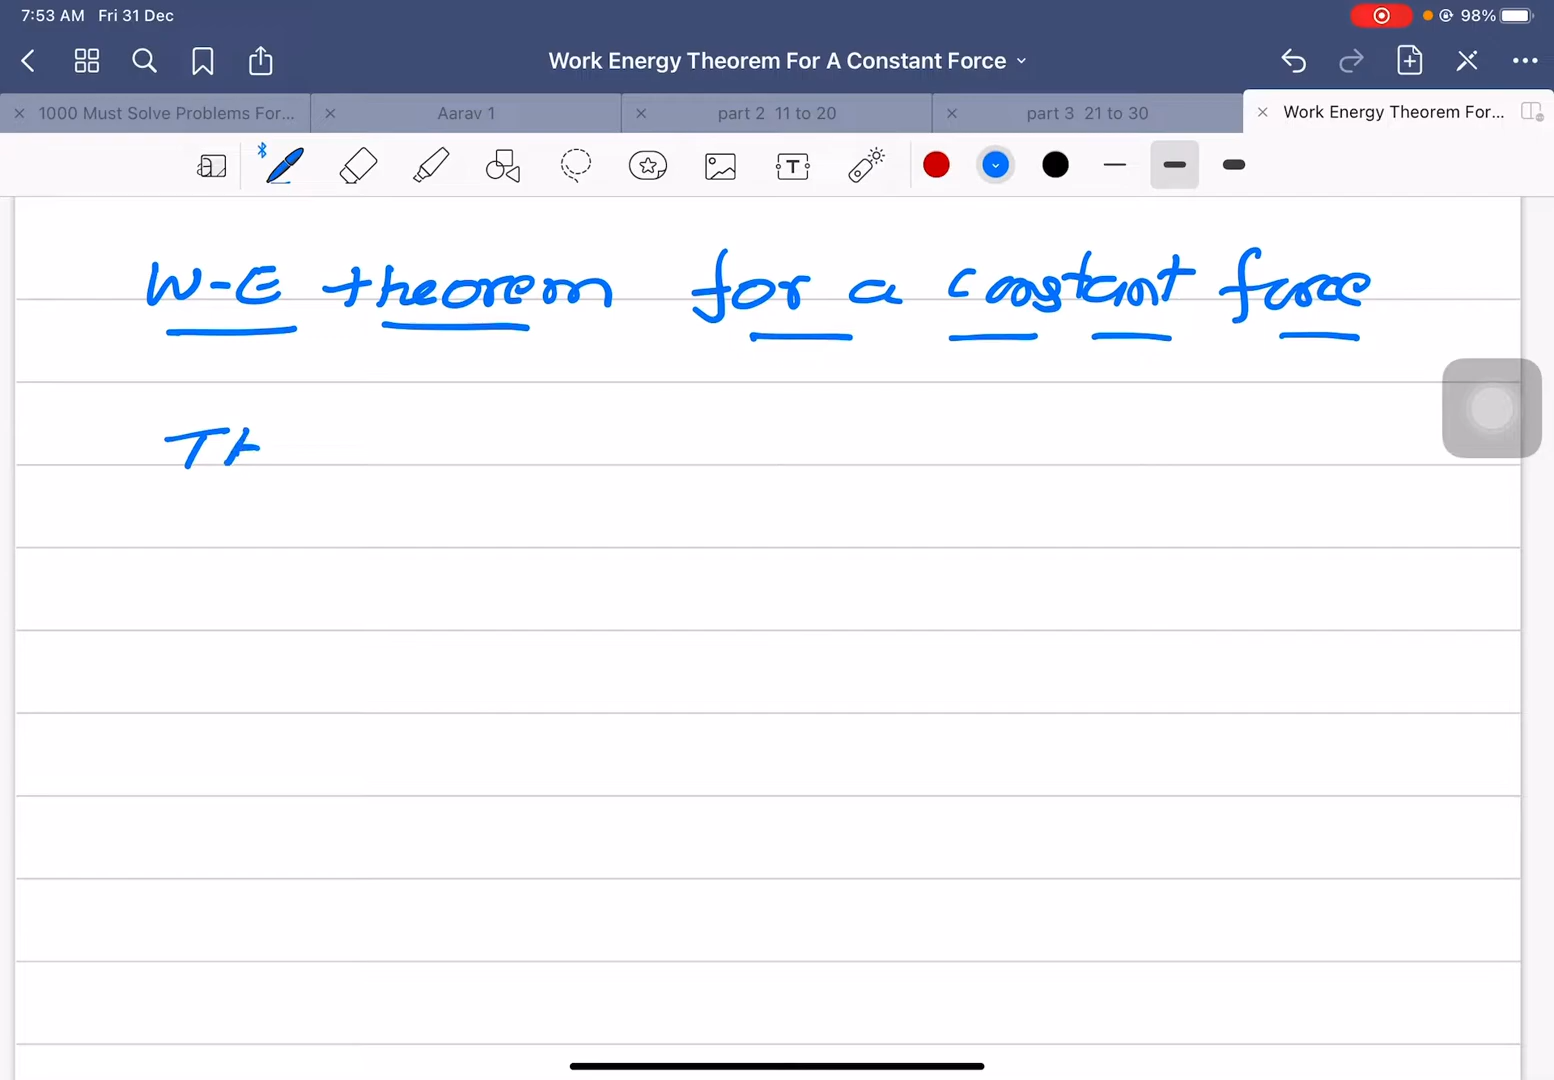 7:53 AM Fri 31 Dec
98%
Work Energy Theorem For A Constant Force
1000 Must Solve Problems For...
Aarav 1
part 2 11 to 20
part 3 21 to 30
Work Energy Theorem For...
T
W-E theorem for a constant force